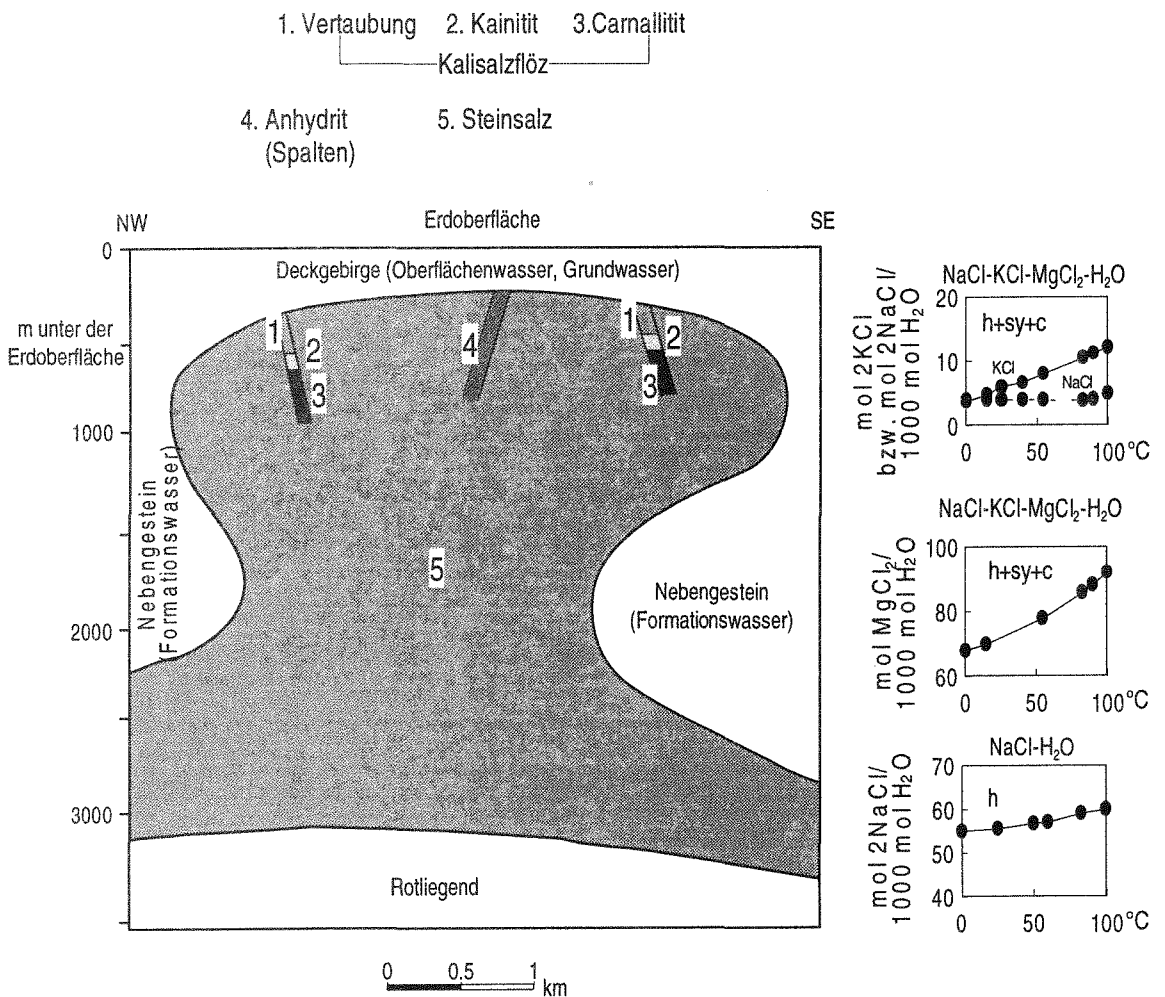 1. Vertaubung 2. Kainitit 3.Carnallitit
Kalisalzflöz
4. Anhydrit 5. Steinsalz
(Spalten)
NW Erdoberfläche SE
0
Deckgebirge (Oberflächenwasser, Grundwasser)
m unter der
Erdoberfläche
1 2 3
4
1 2 3
1000
Nebengestein
(Formationswasser)
5
Nebengestein
(Formationswasser)
2000
3000
Rotliegend
0 0.5 1
km
NaCl-KCl-MgCl₂-H₂O
mol 2KCl
bzw. mol 2NaCl/
1000 mol H₂O
20
h+sy+c
10
KCl
NaCl
0
0 50 100°C
NaCl-KCl-MgCl₂-H₂O
mol MgCl₂/
1000 mol H₂O
100
h+sy+c
80
60
0 50 100°C
NaCl-H₂O
mol 2NaCl/
1000 mol H₂O
70
h
60
50
40
0 50 100°C